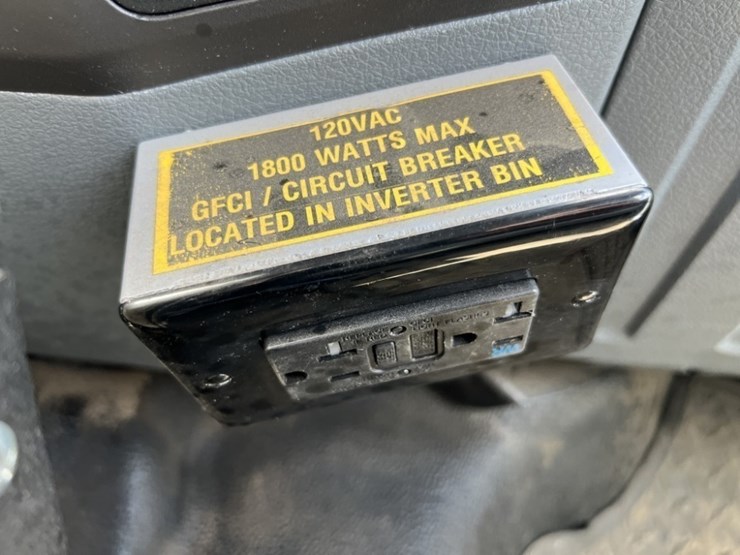 120VAC
1800 WATTS MAX
GFCI / CIRCUIT BREAKER
LOCATED IN INVERTER BIN